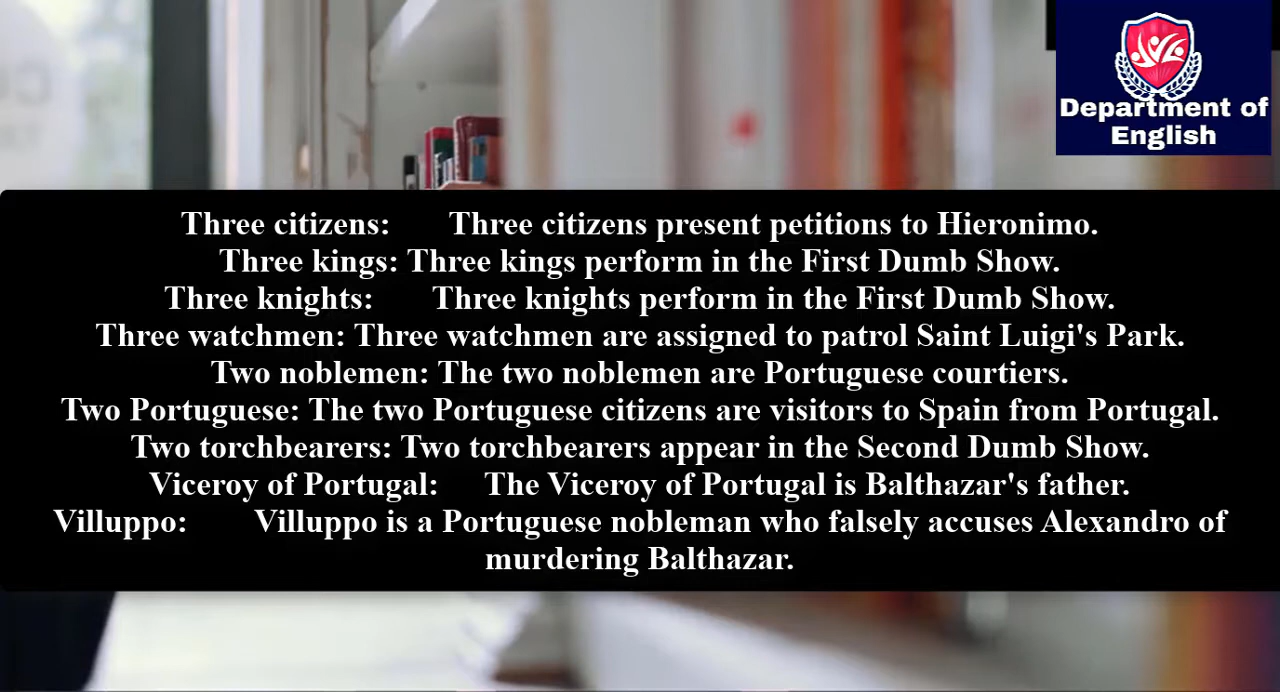 Department of
English
Three citizens: Three citizens present petitions to Hieronimo.
Three kings: Three kings perform in the First Dumb Show.
Three knights: Three knights perform in the First Dumb Show.
Three watchmen: Three watchmen are assigned to patrol Saint Luigi's Park.
Two noblemen: The two noblemen are Portuguese courtiers.
Two Portuguese: The two Portuguese citizens are visitors to Spain from Portugal.
Two torchbearers: Two torchbearers appear in the Second Dumb Show.
Viceroy of Portugal: The Viceroy of Portugal is Balthazar's father.
Villuppo: Villuppo is a Portuguese nobleman who falsely accuses Alexandro of
murdering Balthazar.